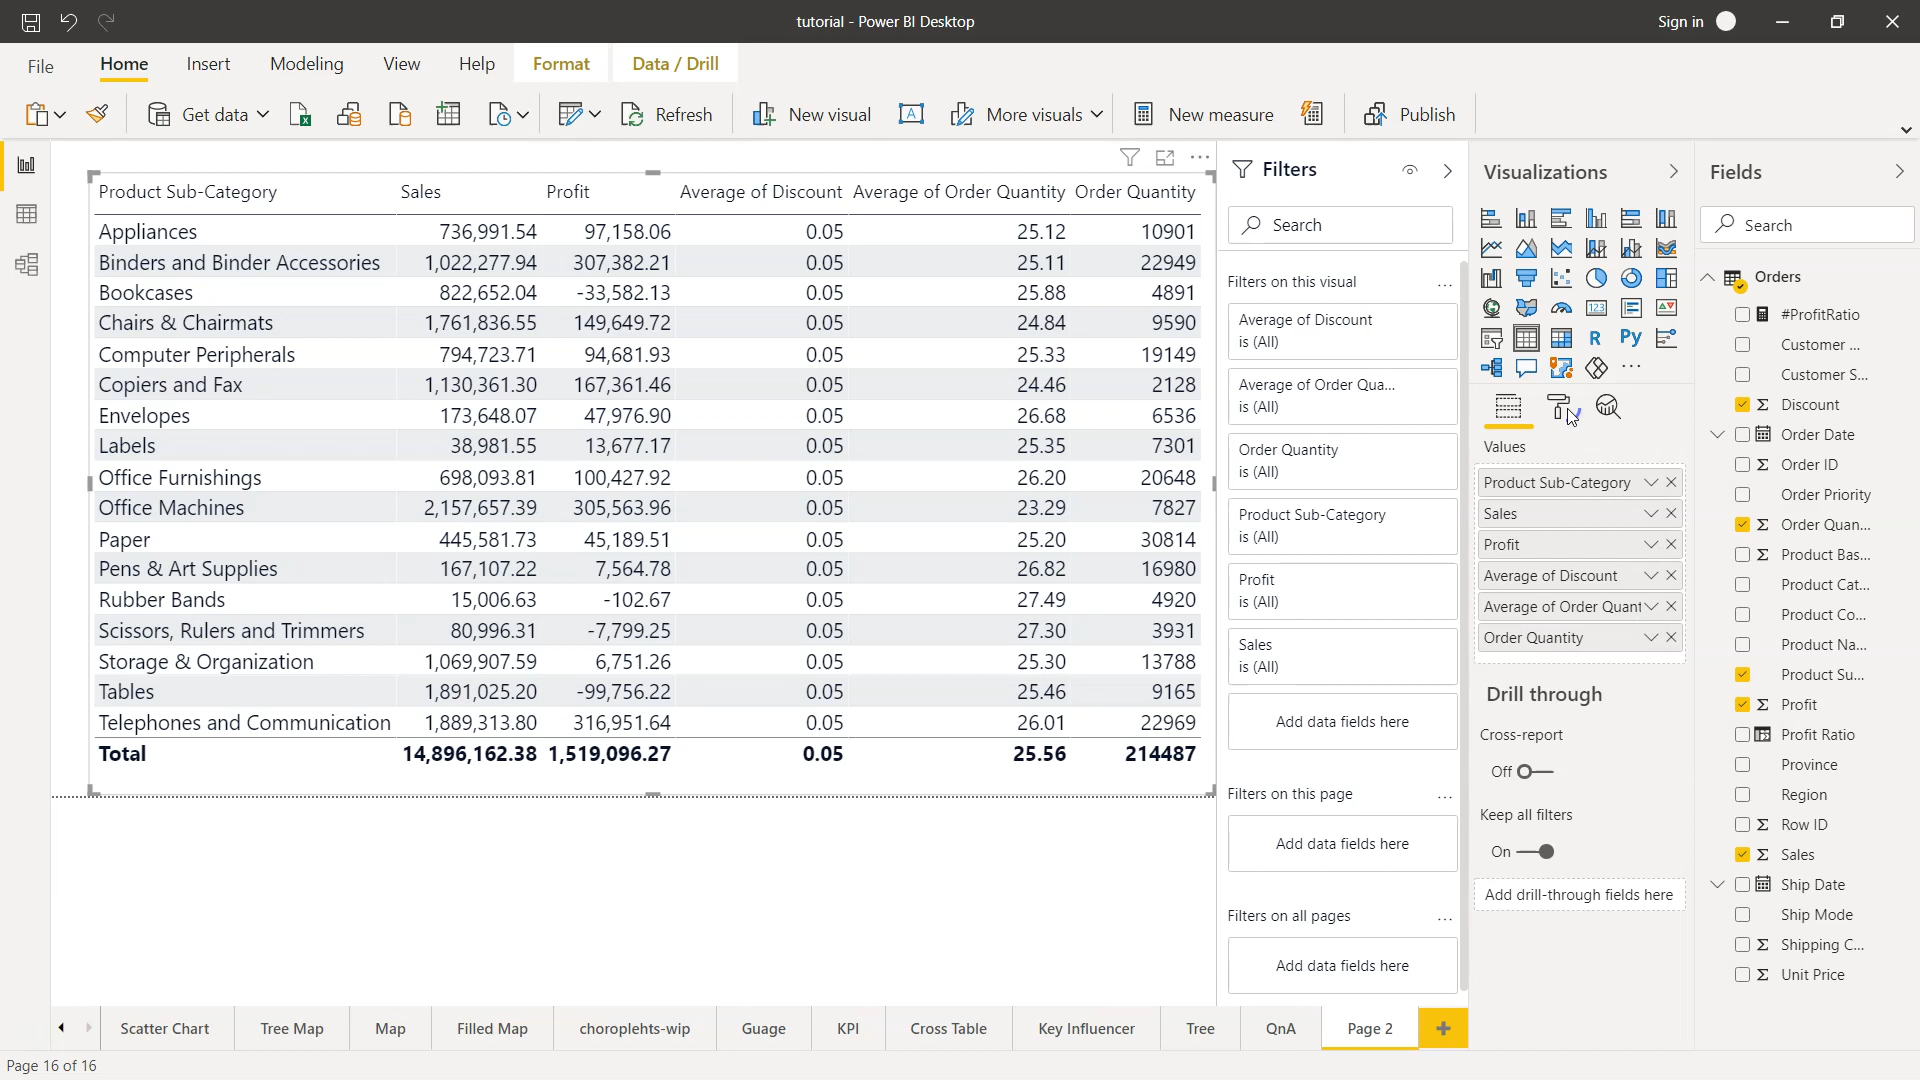 tutorial - Power BI Desktop
Sign in
File Home Insert Modeling View Help Format Data / Drill
Get data Refresh New visual More visuals New measure Publish
Product Sub-Category Sales Profit Average of Discount Average of Order Quantity Order Quantity
Appliances 736,991.54 97,158.06 0.05 25.12 10901
Binders and Binder Accessories 1,022,277.94 307,382.21 0.05 25.11 22949
Bookcases 822,652.04 -33,582.13 0.05 25.88 4891
Chairs & Chairmats 1,761,836.55 149,649.72 0.05 24.84 9590
Computer Peripherals 794,723.71 94,681.93 0.05 25.33 19149
Copiers and Fax 1,130,361.30 167,361.46 0.05 24.46 2128
Envelopes 173,648.07 47,976.90 0.05 26.68 6536
Labels 38,981.55 13,677.17 0.05 25.35 7301
Office Furnishings 698,093.81 100,427.92 0.05 26.20 20648
Office Machines 2,157,657.39 305,563.96 0.05 23.29 7827
Paper 445,581.73 45,189.51 0.05 25.20 30814
Pens & Art Supplies 167,107.22 7,564.78 0.05 26.82 16980
Rubber Bands 15,006.63 -102.67 0.05 27.49 4920
Scissors, Rulers and Trimmers 80,996.31 -7,799.25 0.05 27.30 3931
Storage & Organization 1,069,907.59 6,751.26 0.05 25.30 13788
Tables 1,891,025.20 -99,756.22 0.05 25.46 9165
Telephones and Communication 1,889,313.80 316,951.64 0.05 26.01 22969
Total 14,896,162.38 1,519,096.27 0.05 25.56 214487
Filters
Search
Filters on this visual ...
Average of Discount
is (All)
Average of Order Qua...
is (All)
Order Quantity
is (All)
Product Sub-Category
is (All)
Profit
is (All)
Sales
is (All)
Add data fields here
Filters on this page ...
Add data fields here
Filters on all pages ...
Add data fields here
Visualizations
123
R Py
...
Values
Product Sub-Category
Sales
Profit
Average of Discount
Average of Order Quant
Order Quantity
Drill through
Cross-report
Off
Keep all filters
On
Add drill-through fields here
Fields
Search
Orders
#ProfitRatio
Customer ...
Customer S...
Σ Discount
Order Date
Σ Order ID
Order Priority
Σ Order Quan...
Σ Product Bas...
Product Cat...
Product Co...
Product Na...
Product Su...
Σ Profit
Profit Ratio
Province
Region
Σ Row ID
Σ Sales
Ship Date
Ship Mode
Σ Shipping C...
Σ Unit Price
Scatter Chart Tree Map Map Filled Map choroplehts-wip Guage KPI Cross Table Key Influencer Tree QnA Page 2 +
Page 16 of 16